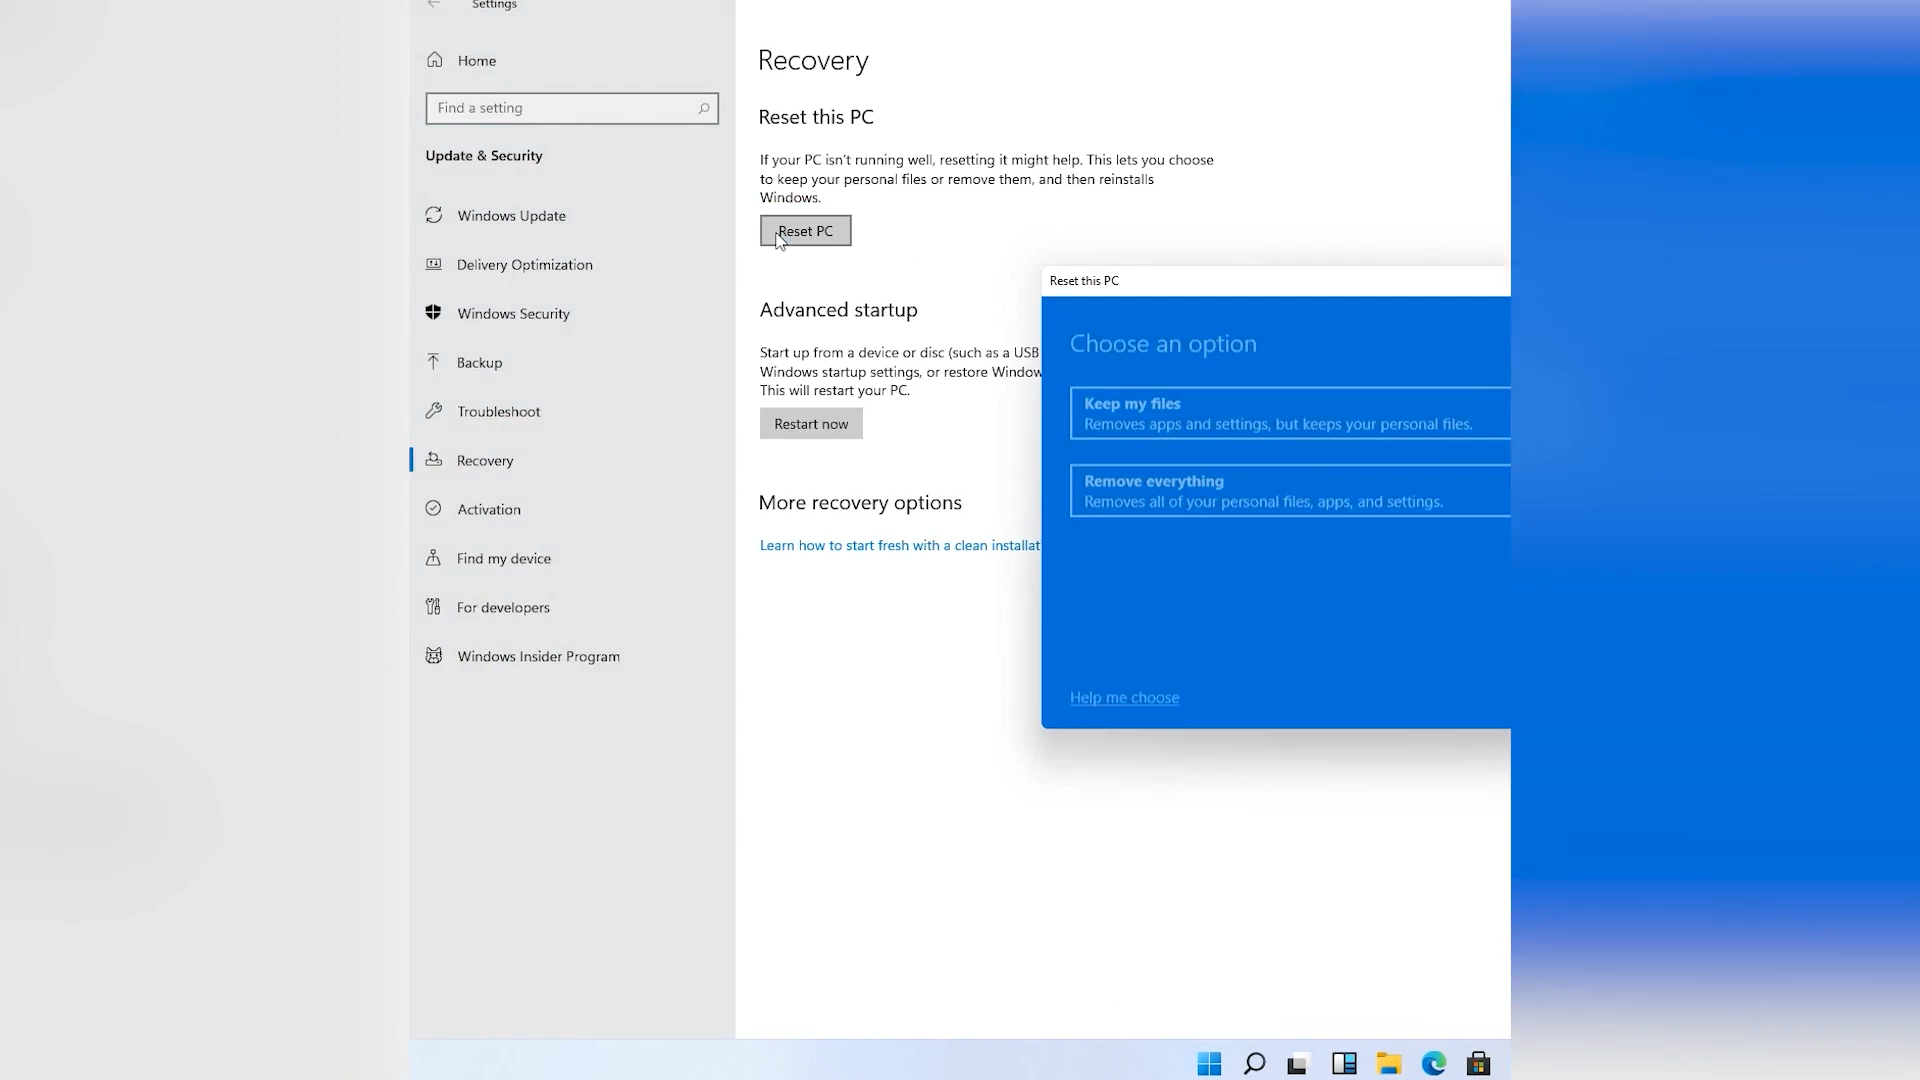 Settings
Home
Find a setting
Update & Security
Windows Update
Delivery Optimization
Windows Security
Backup
Troubleshoot
Recovery
Activation
Find my device
For developers
Windows Insider Program
Recovery
Reset this PC
If your PC isn't running well, resetting it might help. This lets you choose
to keep your personal files or remove them, and then reinstalls
Windows.
Reset PC
Advanced startup
Start up from a device or disc (such as a USB
Windows startup settings, or restore Window
This will restart your PC.
Restart now
More recovery options
Learn how to start fresh with a clean installat
Reset this PC
Choose an option
Keep my files
Removes apps and settings, but keeps your personal files.
Remove everything
Removes all of your personal files, apps, and settings.
Help me choose